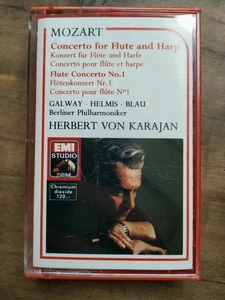 MOZART
Concerto for Flute and Harp
Konzert für Flöte und Harfe
Concerto pour flûte et harpe
Flute Concerto No.1
Flötenkonzert Nr. 1
Concerto pour flûte Nº1
GALWAY · HELMIS · BLAU
Berliner Philharmoniker
HERBERT VON KARAJAN
EMI
STUDIO
Chromium
dioxide
120...